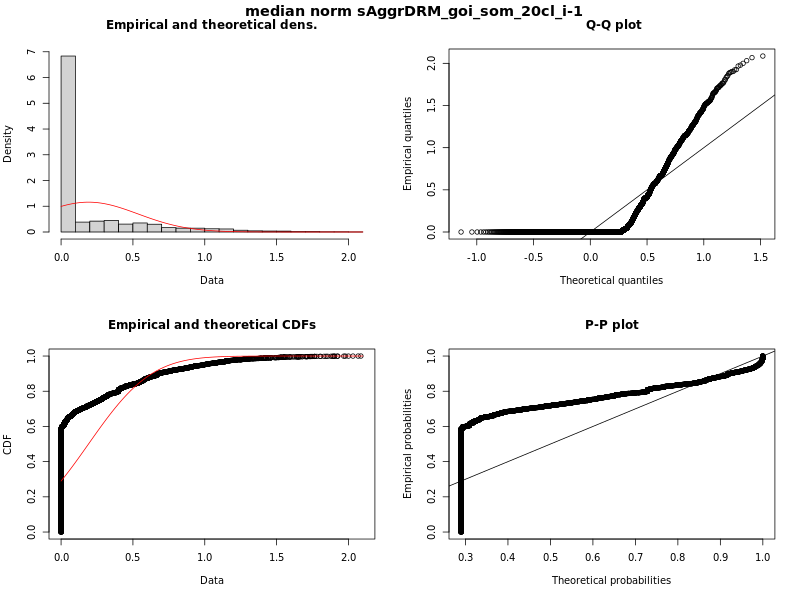 median norm sAggrDRM_goi_som_20cl_i-1
Empirical and theoretical dens.
Density
0 1 2 3 4 5 6 7
0.0 0.5 1.0 1.5 2.0
Data
Q-Q plot
Empirical quantiles
0.0 0.5 1.0 1.5 2.0
-1.0 -0.5 0.0 0.5 1.0 1.5
Theoretical quantiles
Empirical and theoretical CDFs
CDF
0.0 0.2 0.4 0.6 0.8 1.0
0.0 0.5 1.0 1.5 2.0
Data
P-P plot
Empirical probabilities
0.0 0.2 0.4 0.6 0.8 1.0
0.3 0.4 0.5 0.6 0.7 0.8 0.9 1.0
Theoretical probabilities